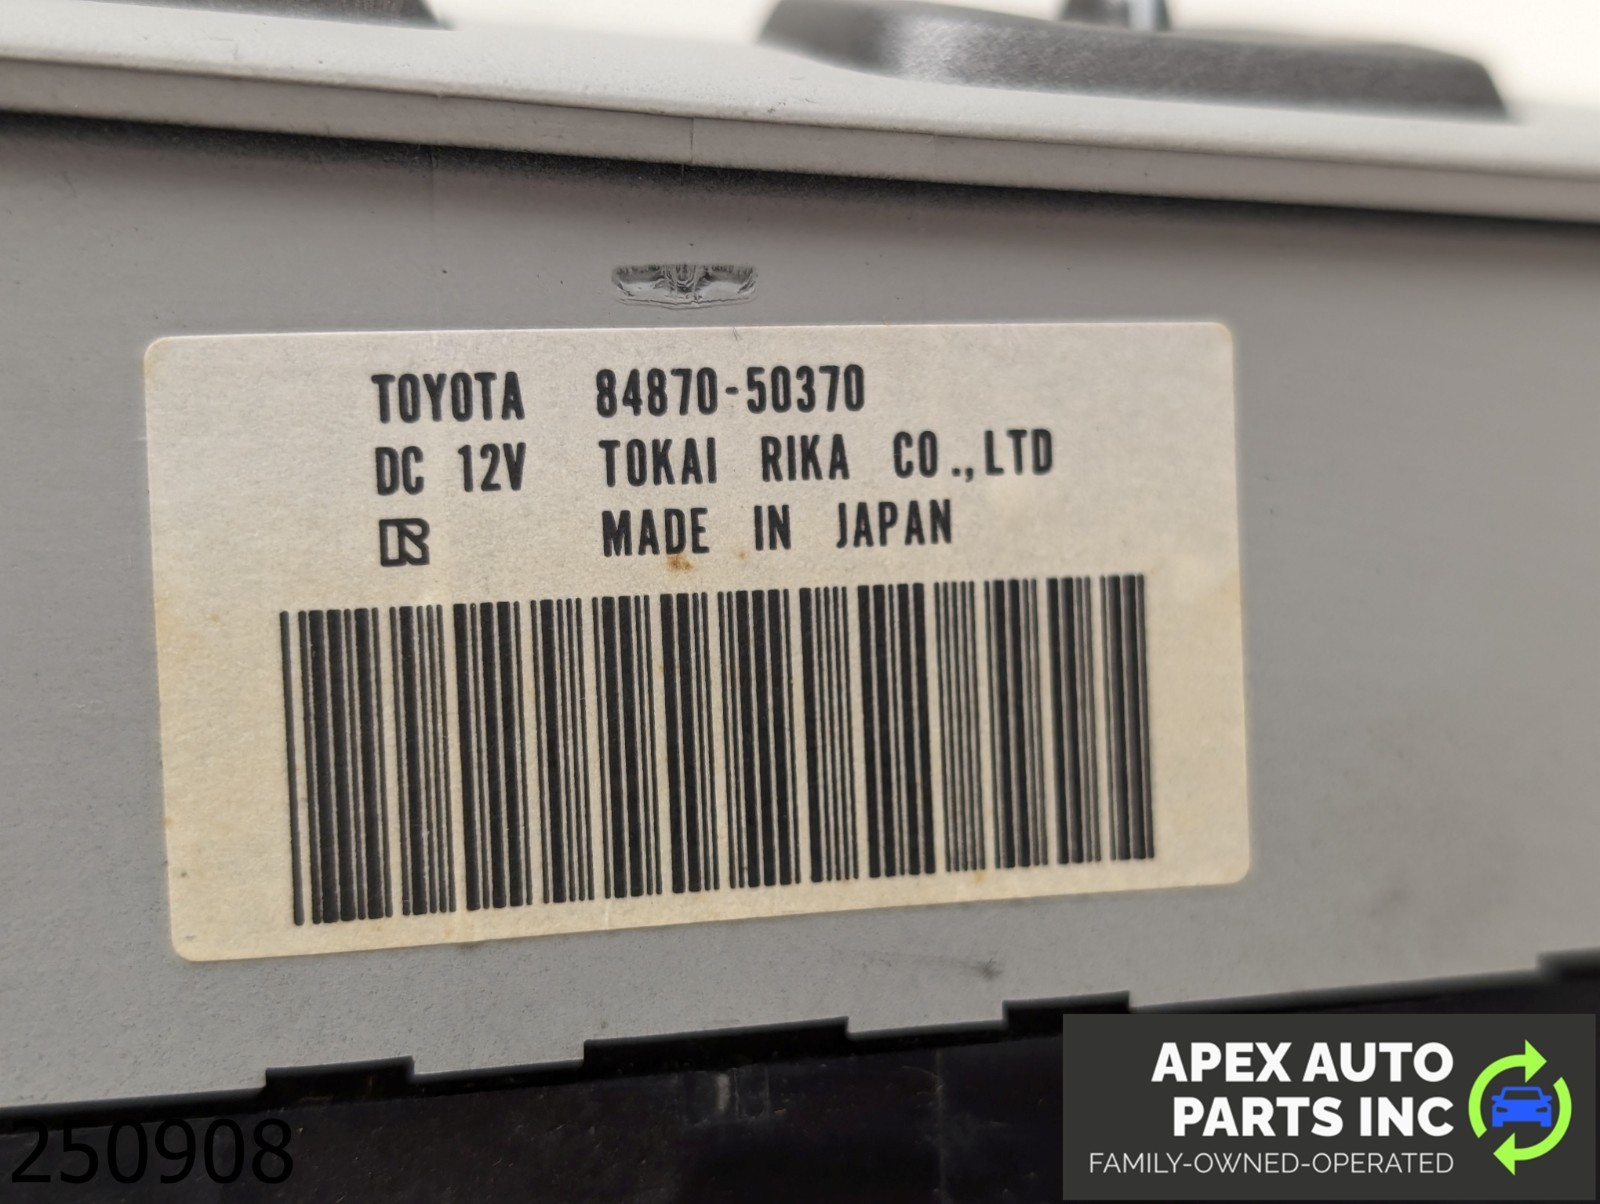 TOYOTA 84870-50370
DC 12V TOKAI RIKA CO.,LTD
MADE IN JAPAN
250908
APEX AUTO
PARTS INC
FAMILY-OWNED-OPERATED